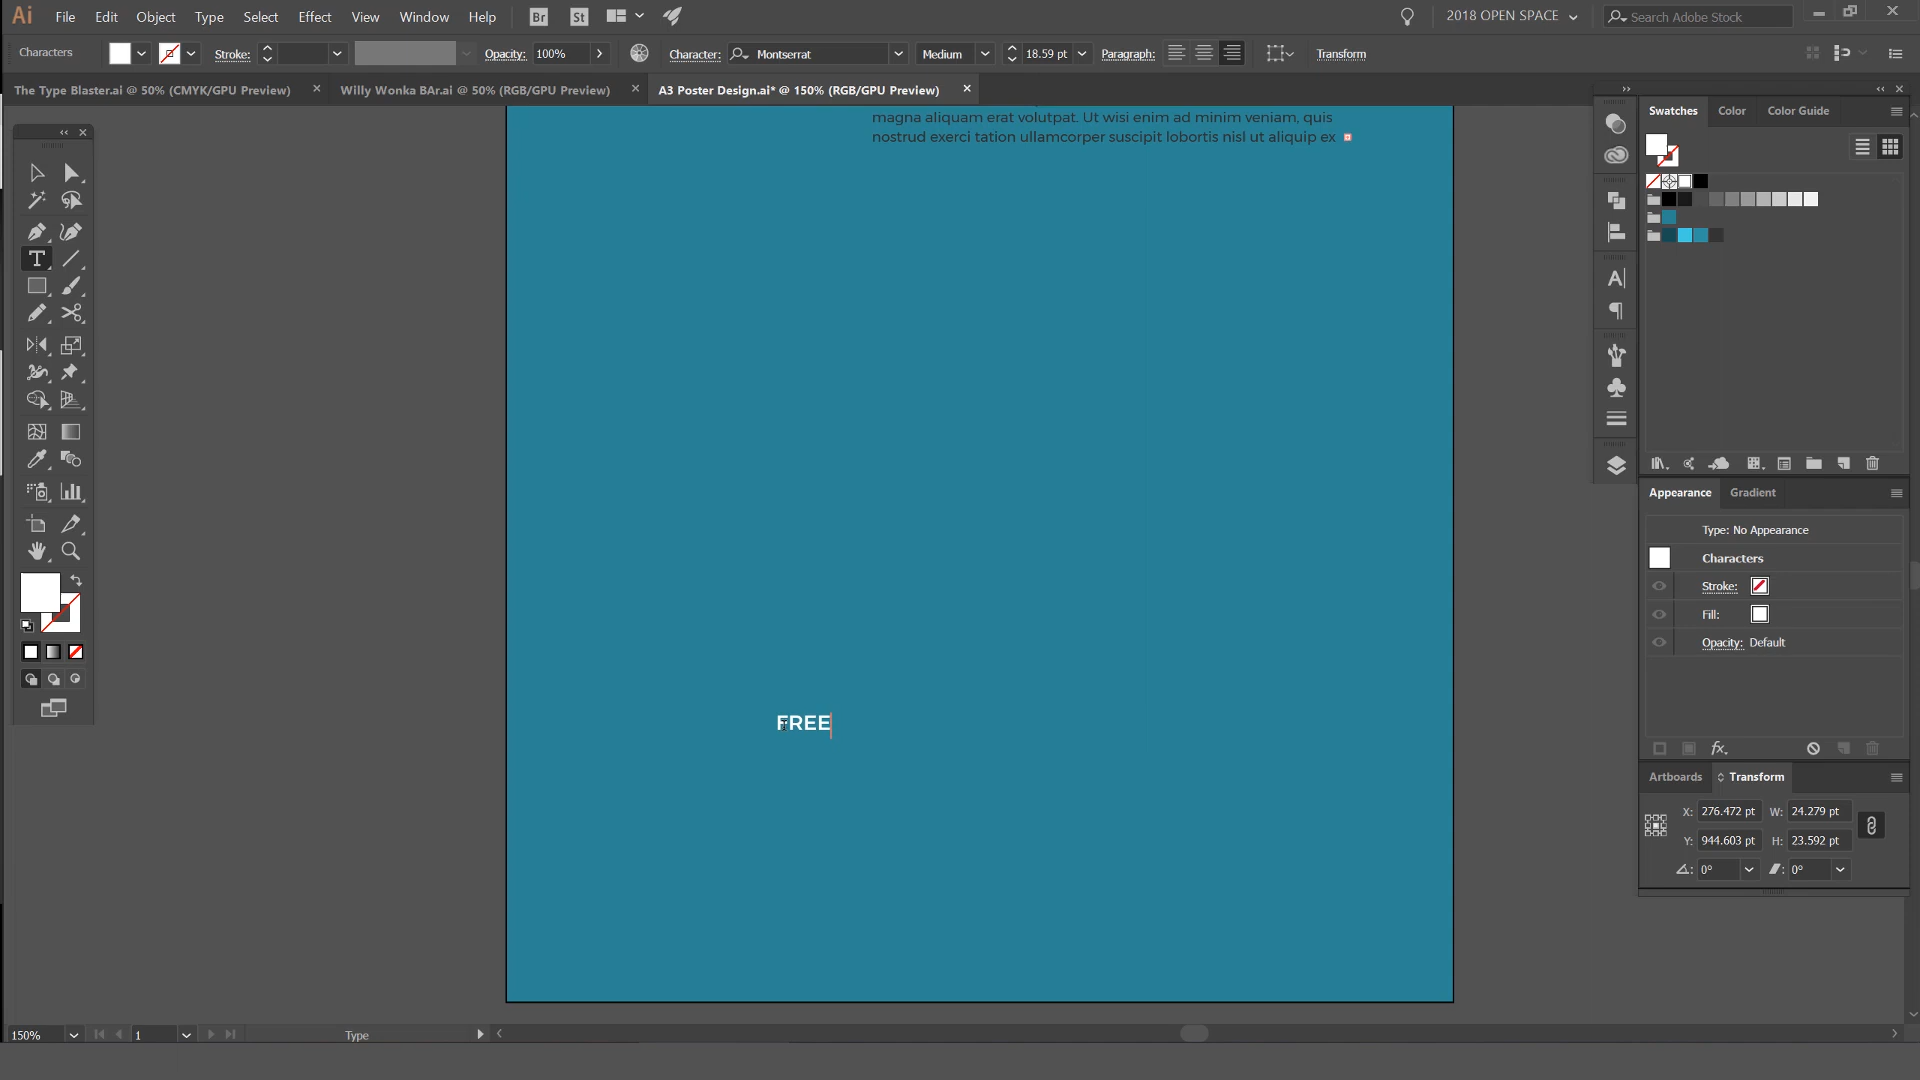 Ai File Edit Object Type Select Effect View Window Help Br St 2018 OPEN SPACE Search Adobe Stock
Characters Stroke: Opacity: 100% Character: Montserrat Medium 18.59 pt Paragraph: Transform
The Type Blaster.ai @ 50% (CMYK/GPU Preview) Willy Wonka BAr.ai @ 50% (RGB/GPU Preview) A3 Poster Design.ai* @ 150% (RGB/GPU Preview)
Swatches Color Color Guide
magna aliquam erat volutpat. Ut wisi enim ad minim veniam, quis
nostrud exerci tation ullamcorper suscipit lobortis nisl ut aliquip ex
Appearance Gradient
Type: No Appearance
Characters
Stroke:
Fill:
Opacity: Default
FREE
Artboards Transform
X: 276.472 pt W: 24.279 pt
Y: 944.603 pt H: 23.592 pt
0° 0°
150% 1 Type